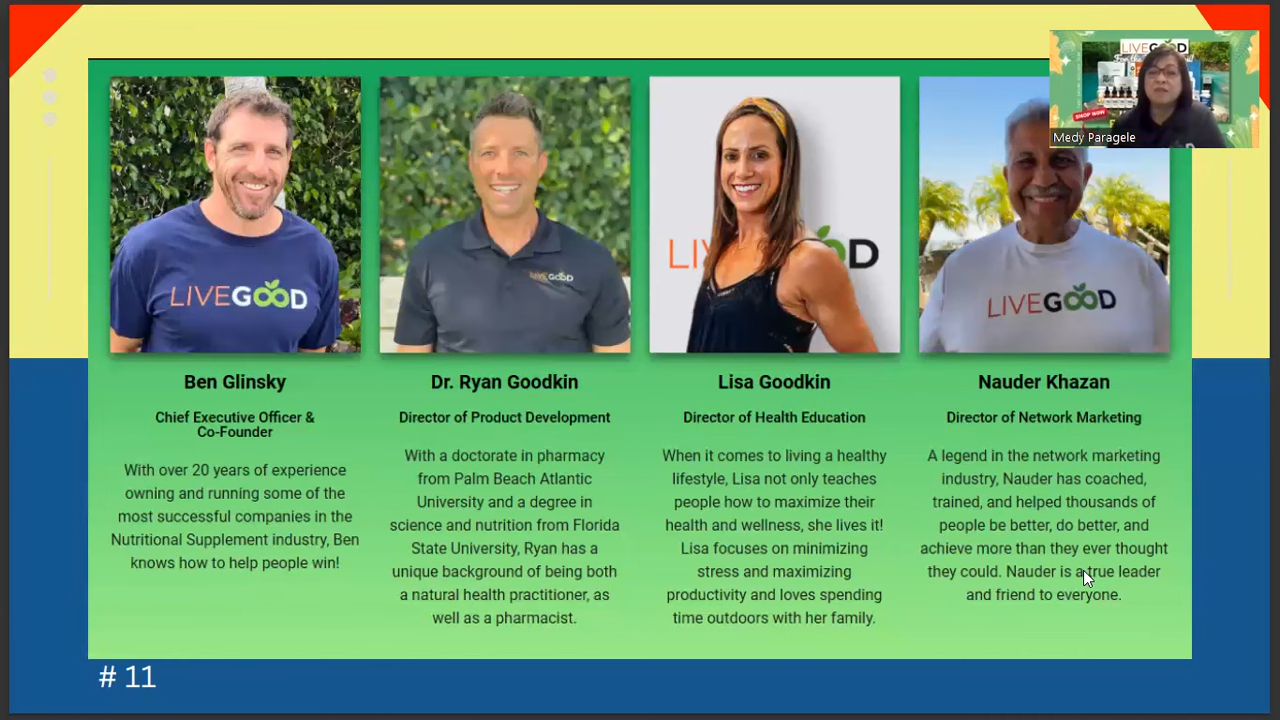 LIVEGOOD
SHOP NOW
Medy Paragele
LIVEGOOD
LIVEGOOD
LIVEGOOD
Ben Glinsky
Chief Executive Officer &
Co-Founder
With over 20 years of experience
owning and running some of the
most successful companies in the
Nutritional Supplement industry, Ben
knows how to help people win!
Dr. Ryan Goodkin
Director of Product Development
With a doctorate in pharmacy
from Palm Beach Atlantic
University and a degree in
science and nutrition from Florida
State University, Ryan has a
unique background of being both
a natural health practitioner, as
well as a pharmacist.
Lisa Goodkin
Director of Health Education
When it comes to living a healthy
lifestyle, Lisa not only teaches
people how to maximize their
health and wellness, she lives it!
Lisa focuses on minimizing
stress and maximizing
productivity and loves spending
time outdoors with her family.
Nauder Khazan
Director of Network Marketing
A legend in the network marketing
industry, Nauder has coached,
trained, and helped thousands of
people be better, do better, and
achieve more than they ever thought
they could. Nauder is a true leader
and friend to everyone.
# 11